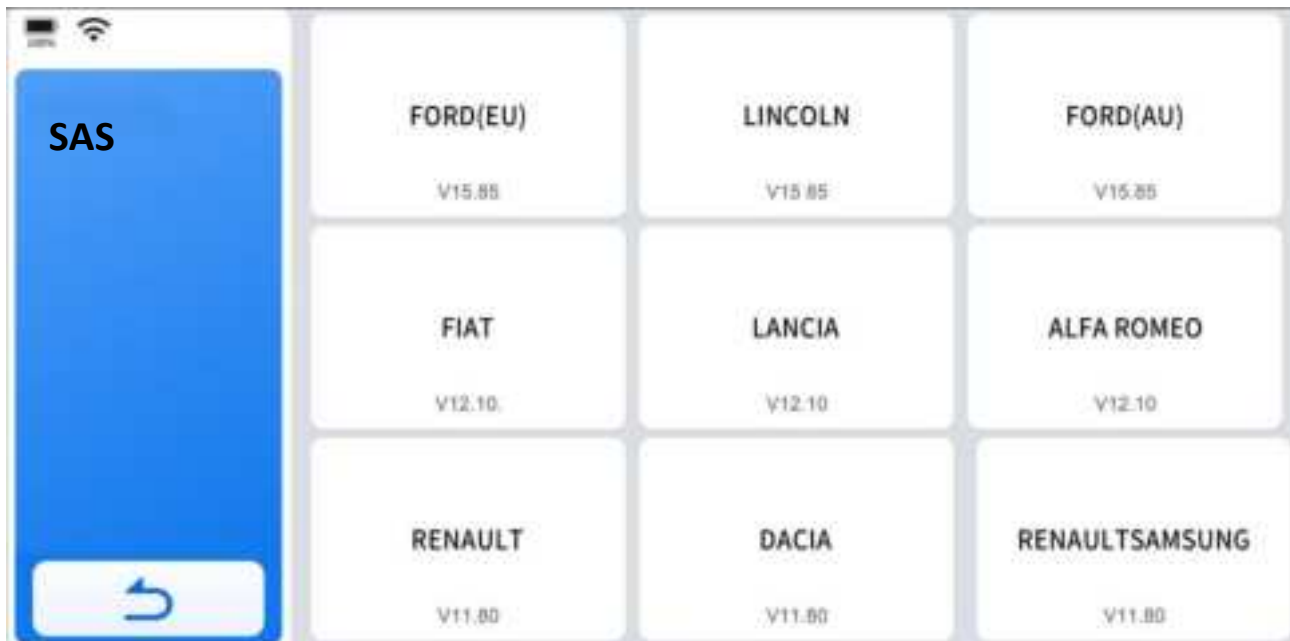 SAS
FORD(EU)
LINCOLN
FORD(AU)
V15.85
V15.85
V15.85
FIAT
LANCIA
ALFA ROMEO
V12.10.
V12.10
V12.10
RENAULT
DACIA
RENAULTSAMSUNG
V11.80
V11.80
V11.80